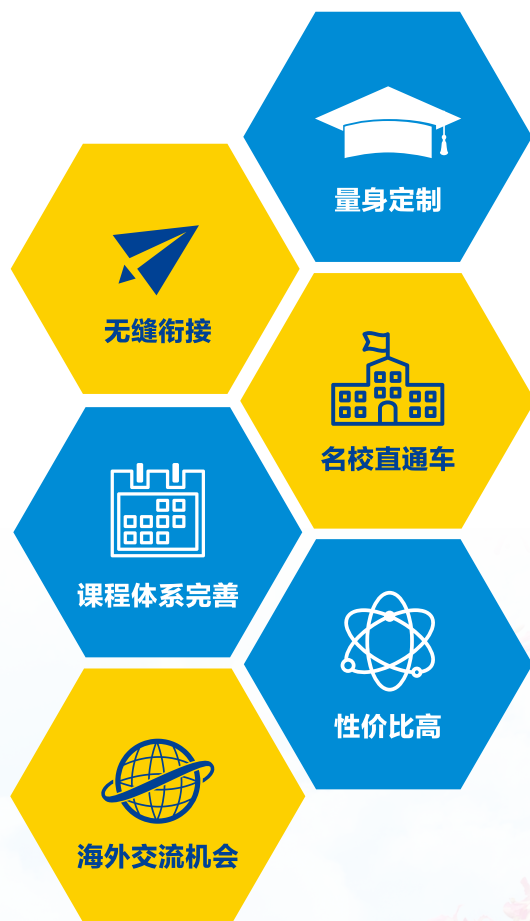 量身定制
无缝衔接
名校直通车
课程体系完善
性价比高
海外交流机会